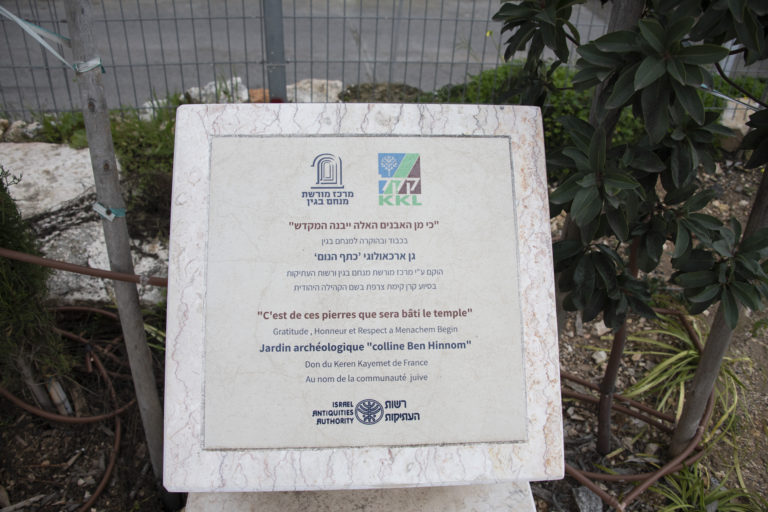 מרכז מורשת
מנחם בגין
קקל
KKL
"כי מן האבנים האלה ייבנה המקדש"
בכבוד ובהוקרה למנחם בגין
גן ארכאולוגי 'כתף הנום'
הוקם ע"י מרכז מורשת מנחם בגין ורשות העתיקות
בסיוע קרן קימת צרפת בשם הקהילה היהודית
"C'est de ces pierres que sera bâti le temple"
Gratitude , Honneur et Respect a Menachem Begin
Jardin archéologique "colline Ben Hinnom"
Don du Keren Kayemet de France
Au nom de la communauté juive
ISRAEL
ANTIQUITIES
AUTHORITY
רשות
העתיקות